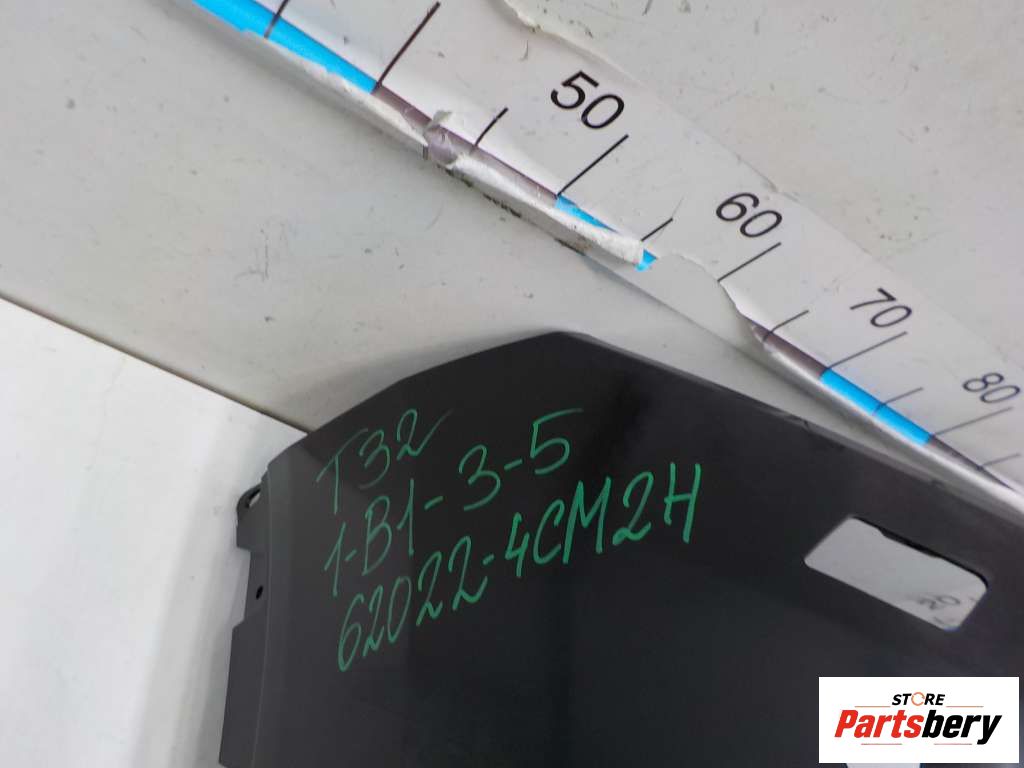 50
60
70
80
T32
1-B1-3-5
62022-4CM2H
STORE
Partsbery